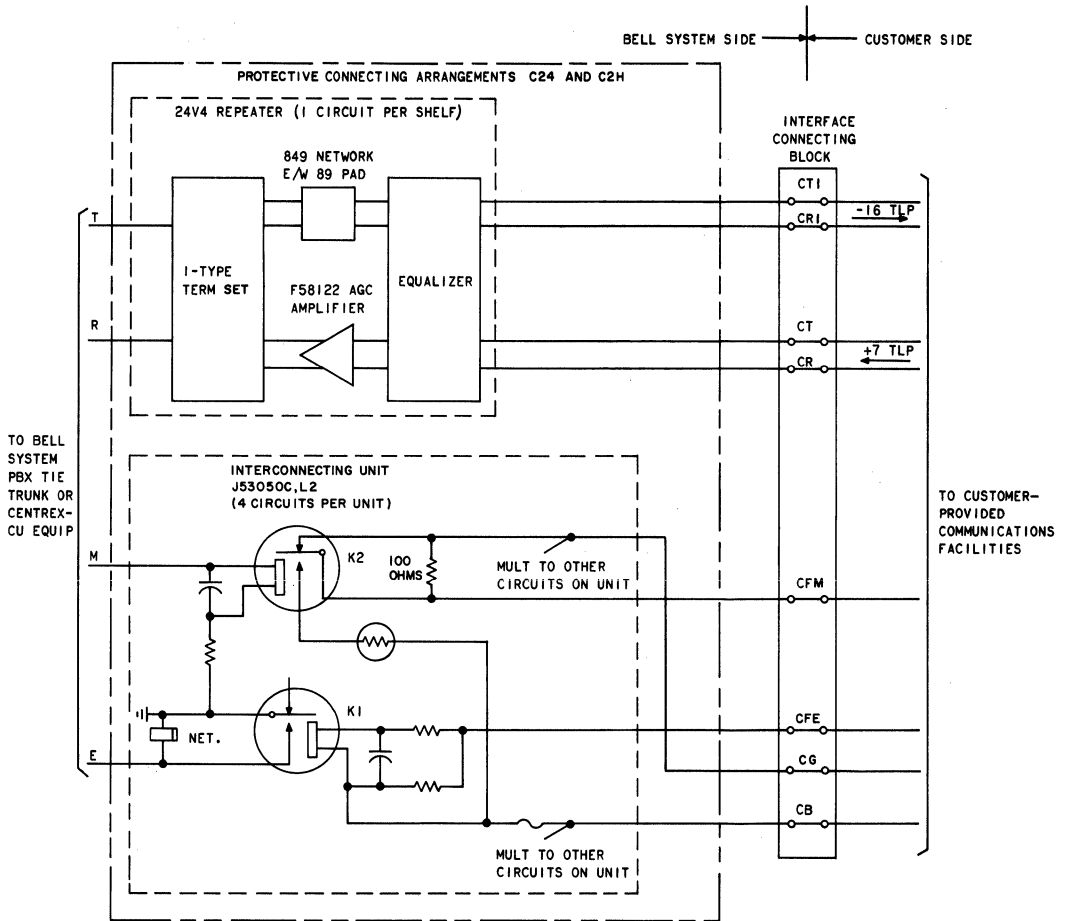 BELL SYSTEM SIDE
CUSTOMER SIDE
PROTECTIVE CONNECTING ARRANGEMENTS C24 AND C2H
24V4 REPEATER (1 CIRCUIT PER SHELF)
849 NETWORK
E/W 89 PAD
INTERFACE
CONNECTING
BLOCK
CT1
-16 TLP
CR1
T
1-TYPE
TERM SET
F58122 AGC
AMPLIFIER
EQUALIZER
R
CT
+7 TLP
CR
TO BELL
SYSTEM
PBX TIE
TRUNK OR
CENTREX-
CU EQUIP
INTERCONNECTING UNIT
J53050C,L2
(4 CIRCUITS PER UNIT)
TO CUSTOMER-
PROVIDED
COMMUNICATIONS
FACILITIES
M
K2
100
OHMS
MULT TO OTHER
CIRCUITS ON UNIT
CFM
K1
NET.
E
CFE
CG
CB
MULT TO OTHER
CIRCUITS ON UNIT